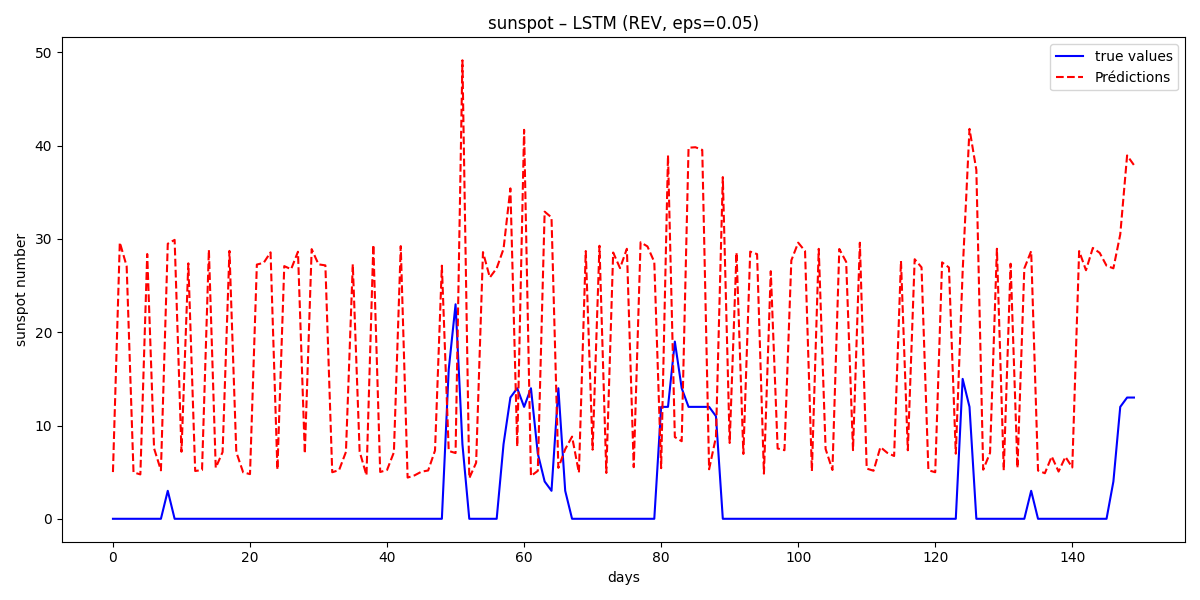 sunspot – LSTM (REV, eps=0.05)
true values
Prédictions
sunspot number
50
40
30
20
10
0
0 20 40 60 80 100 120 140
days